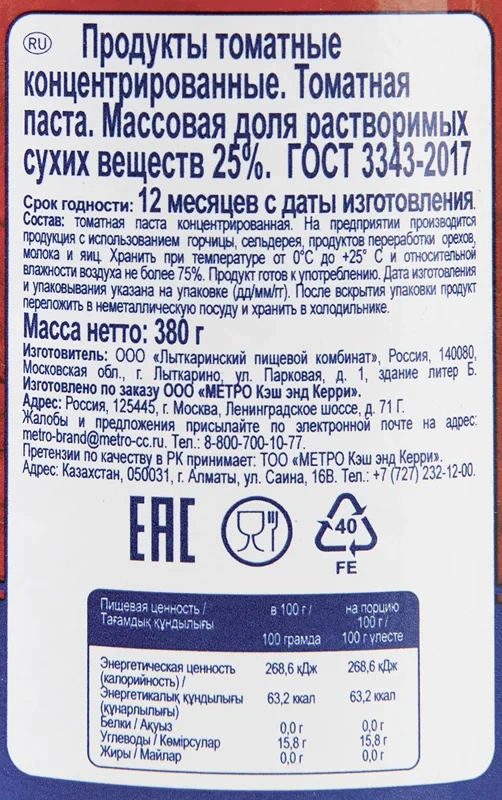 RU
Продукты томатные
концентрированные. Томатная
паста. Массовая доля растворимых
сухих веществ 25%. ГОСТ 3343-2017
Срок годности: 12 месяцев с даты изготовления.
Состав: томатная паста концентрированная. На предприятии производится
продукция с использованием горчицы, сельдерея, продуктов переработки орехов,
молока и яиц. Хранить при температуре от 0°С до +25° С и относительной
влажности воздуха не более 75%. Продукт готов к употреблению. Дата изготовления
и упаковывания указана на упаковке (дд/мм/гг). После вскрытия упаковки продукт
переложить в неметаллическую посуду и хранить в холодильнике.
Масса нетто: 380 г
Изготовитель: ООО «Лыткаринский пищевой комбинат», Россия, 140080,
Московская обл., г. Лыткарино, ул. Парковая, д. 1, здание литер Б.
Изготовлено по заказу ООО «МЕТРО Кэш энд Керри».
Адрес: Россия, 125445, г. Москва, Ленинградское шоссе, д. 71 Г.
Жалобы и предложения присылайте по электронной почте на адрес:
metro-brand@metro-cc.ru. Тел.: 8-800-700-10-77.
Претензии по качеству в РК принимает: ТОО «МЕТРО Кэш энд Керри».
Адрес: Казахстан, 050031, г. Алматы, ул. Саина, 16В. Тел.: +7 (727) 232-12-00.
EAC
40
FE
Пищевая ценность / в 100 г / на порцию
Тағамдық құндылығы 100 г /
100 грамда 100 г үлесте
Энергетическая ценность 268,6 кДж 268,6 кДж
(калорийность) /
Энергетикалық құндылығы 63,2 ккал 63,2 ккал
(құнарлылығы)
Белки / Ақуыз 0,0 г 0,0 г
Углеводы / Көмірсулар 15,8 г 15,8 г
Жиры / Майлар 0,0 г 0,0 г